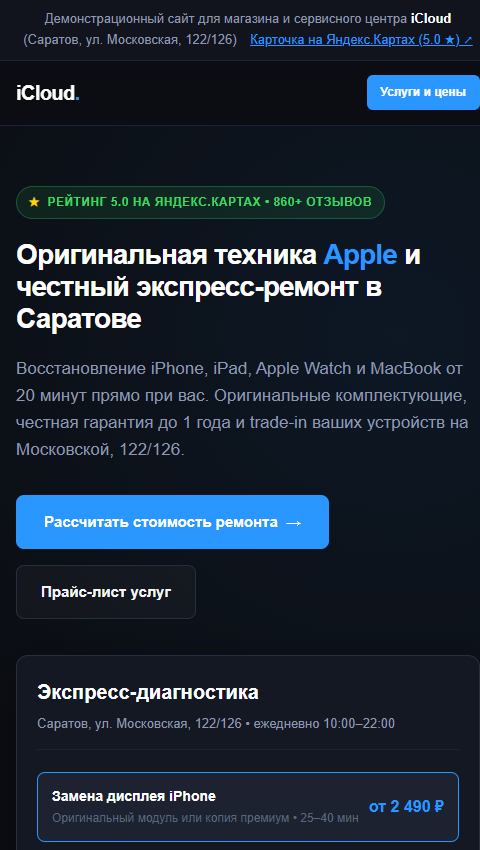 Демонстрационный сайт для магазина и сервисного центра iCloud
(Саратов, ул. Московская, 122/126) Карточка на Яндекс.Картах (5.0 ★) ↗
iCloud.
Услуги и цены
★ РЕЙТИНГ 5.0 НА ЯНДЕКС.КАРТАХ • 860+ ОТЗЫВОВ
Оригинальная техника Apple и
честный экспресс-ремонт в
Саратове
Восстановление iPhone, iPad, Apple Watch и MacBook от
20 минут прямо при вас. Оригинальные комплектующие,
честная гарантия до 1 года и trade-in ваших устройств на
Московской, 122/126.
Рассчитать стоимость ремонта →
Прайс-лист услуг
Экспресс-диагностика
Саратов, ул. Московская, 122/126 • ежедневно 10:00–22:00
Замена дисплея iPhone
Оригинальный модуль или копия премиум • 25–40 мин
от 2 490 ₽